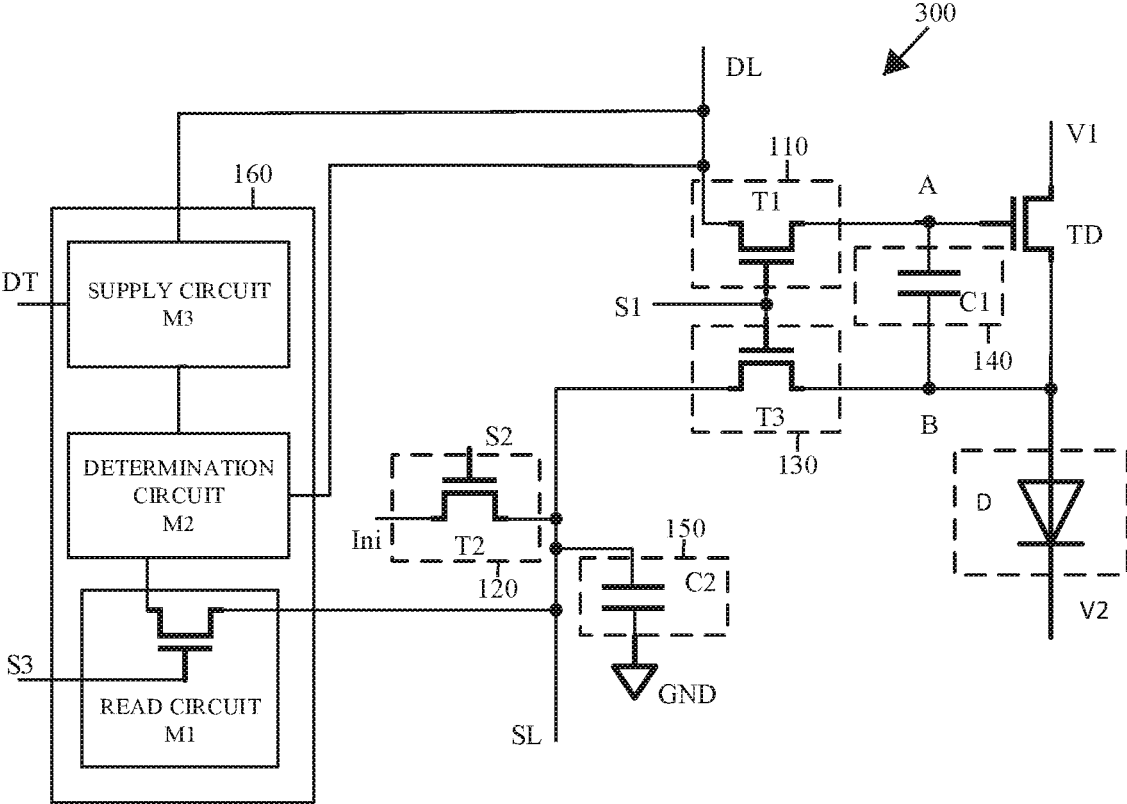 300
DL
V1
110
160
T1
A
TD
DT
SUPPLY CIRCUIT
M3
S1
C1
140
T3
B
130
S2
DETERMINATION
CIRCUIT
M2
D
Ini
T2
120
150
C2
V2
S3
READ CIRCUIT
M1
GND
SL